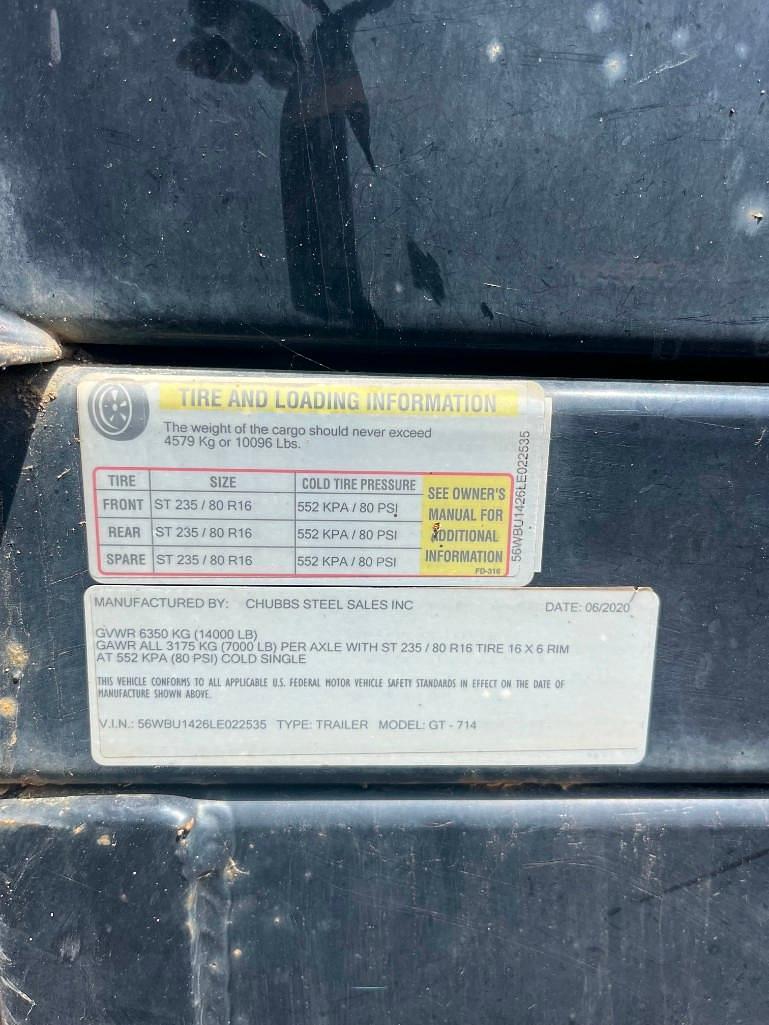 TIRE AND LOADING INFORMATION
The weight of the cargo should never exceed
4579 Kg or 10096 Lbs.
TIRE SIZE COLD TIRE PRESSURE
FRONT ST 235 / 80 R16 552 KPA / 80 PSI
REAR ST 235 / 80 R16 552 KPA / 80 PSI
SPARE ST 235 / 80 R16 552 KPA / 80 PSI
SEE OWNER'S
MANUAL FOR
ADDITIONAL
INFORMATION
FD-316
56WBU1426LE022535
MANUFACTURED BY: CHUBBS STEEL SALES INC DATE: 06/2020
GVWR 6350 KG (14000 LB)
GAWR ALL 3175 KG (7000 LB) PER AXLE WITH ST 235 / 80 R16 TIRE 16 X 6 RIM
AT 552 KPA (80 PSI) COLD SINGLE
THIS VEHICLE CONFORMS TO ALL APPLICABLE U.S. FEDERAL MOTOR VEHICLE SAFETY STANDARDS IN EFFECT ON THE DATE OF
MANUFACTURE SHOWN ABOVE.
V.I.N.: 56WBU1426LE022535 TYPE: TRAILER MODEL: GT - 714